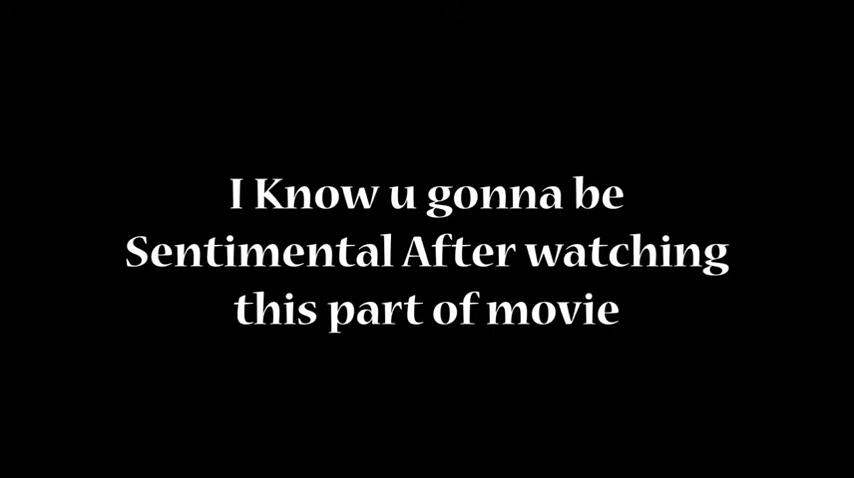 I Know u gonna be
Sentimental After watching
this part of movie